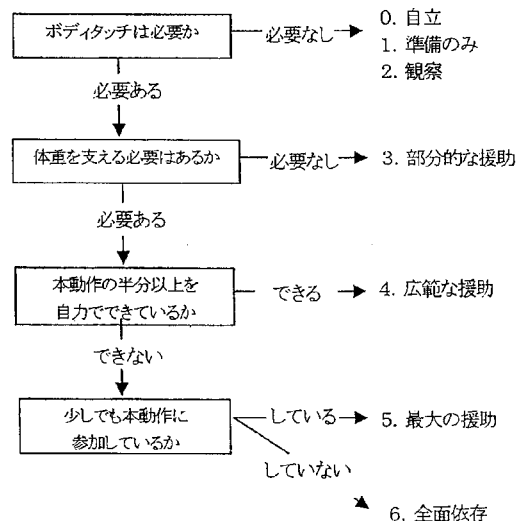 ボディタッチは必要か
必要なし
0. 自立
1. 準備のみ
2. 観察
必要ある
体重を支える必要はあるか
必要なし
3. 部分的な援助
必要ある
本動作の半分以上を
自力でできているか
できる
4. 広範な援助
できない
少しでも本動作に
参加しているか
している
5. 最大の援助
していない
6. 全面依存